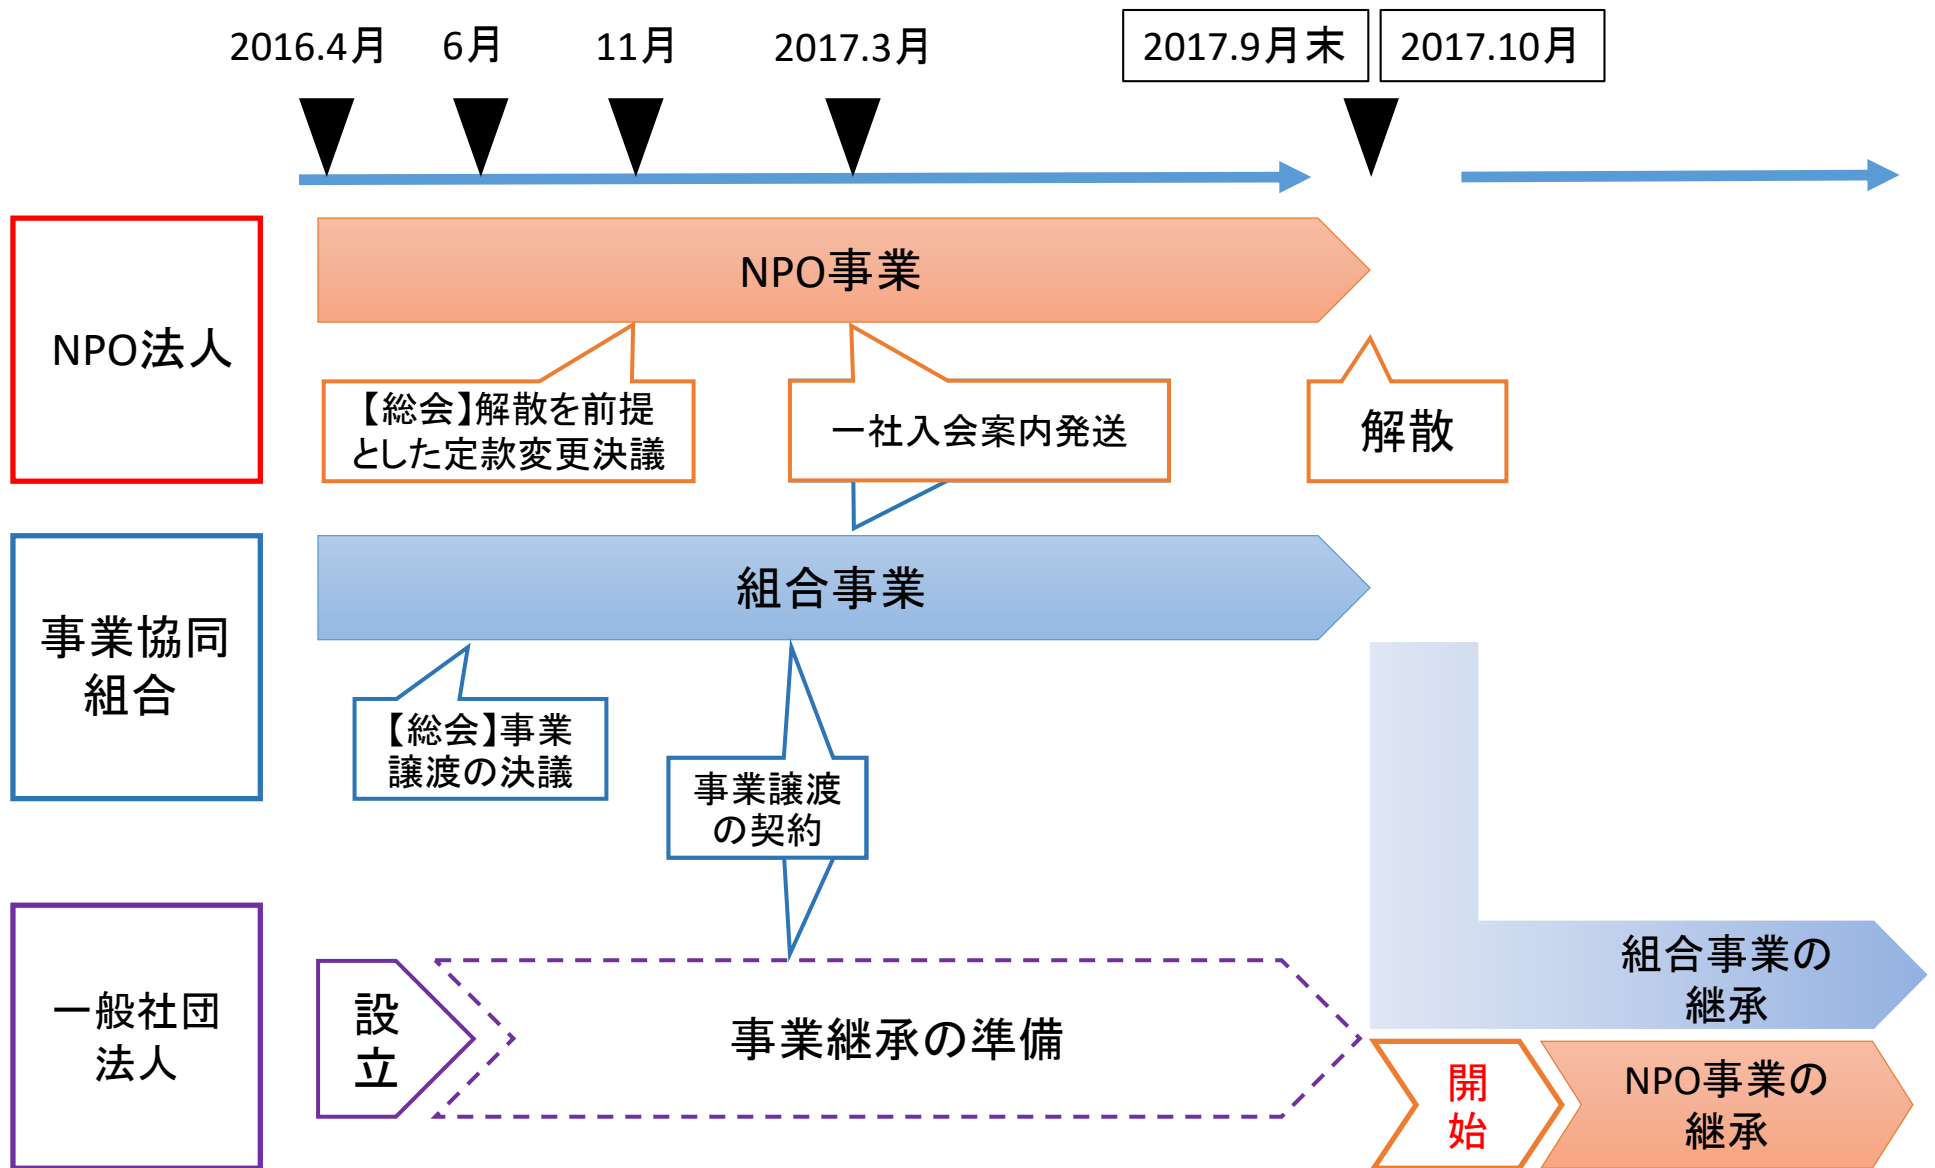 2016.4月
6月
11月
2017.3月
2017.9月末
2017.10月
NPO法人
NPO事業
【総会】解散を前提
とした定款変更決議
一社入会案内発送
解散
事業協同
組合
組合事業
【総会】事業
譲渡の決議
事業譲渡
の契約
一般社団
法人
設
立
事業継承の準備
組合事業の
継承
開
始
NPO事業の
継承